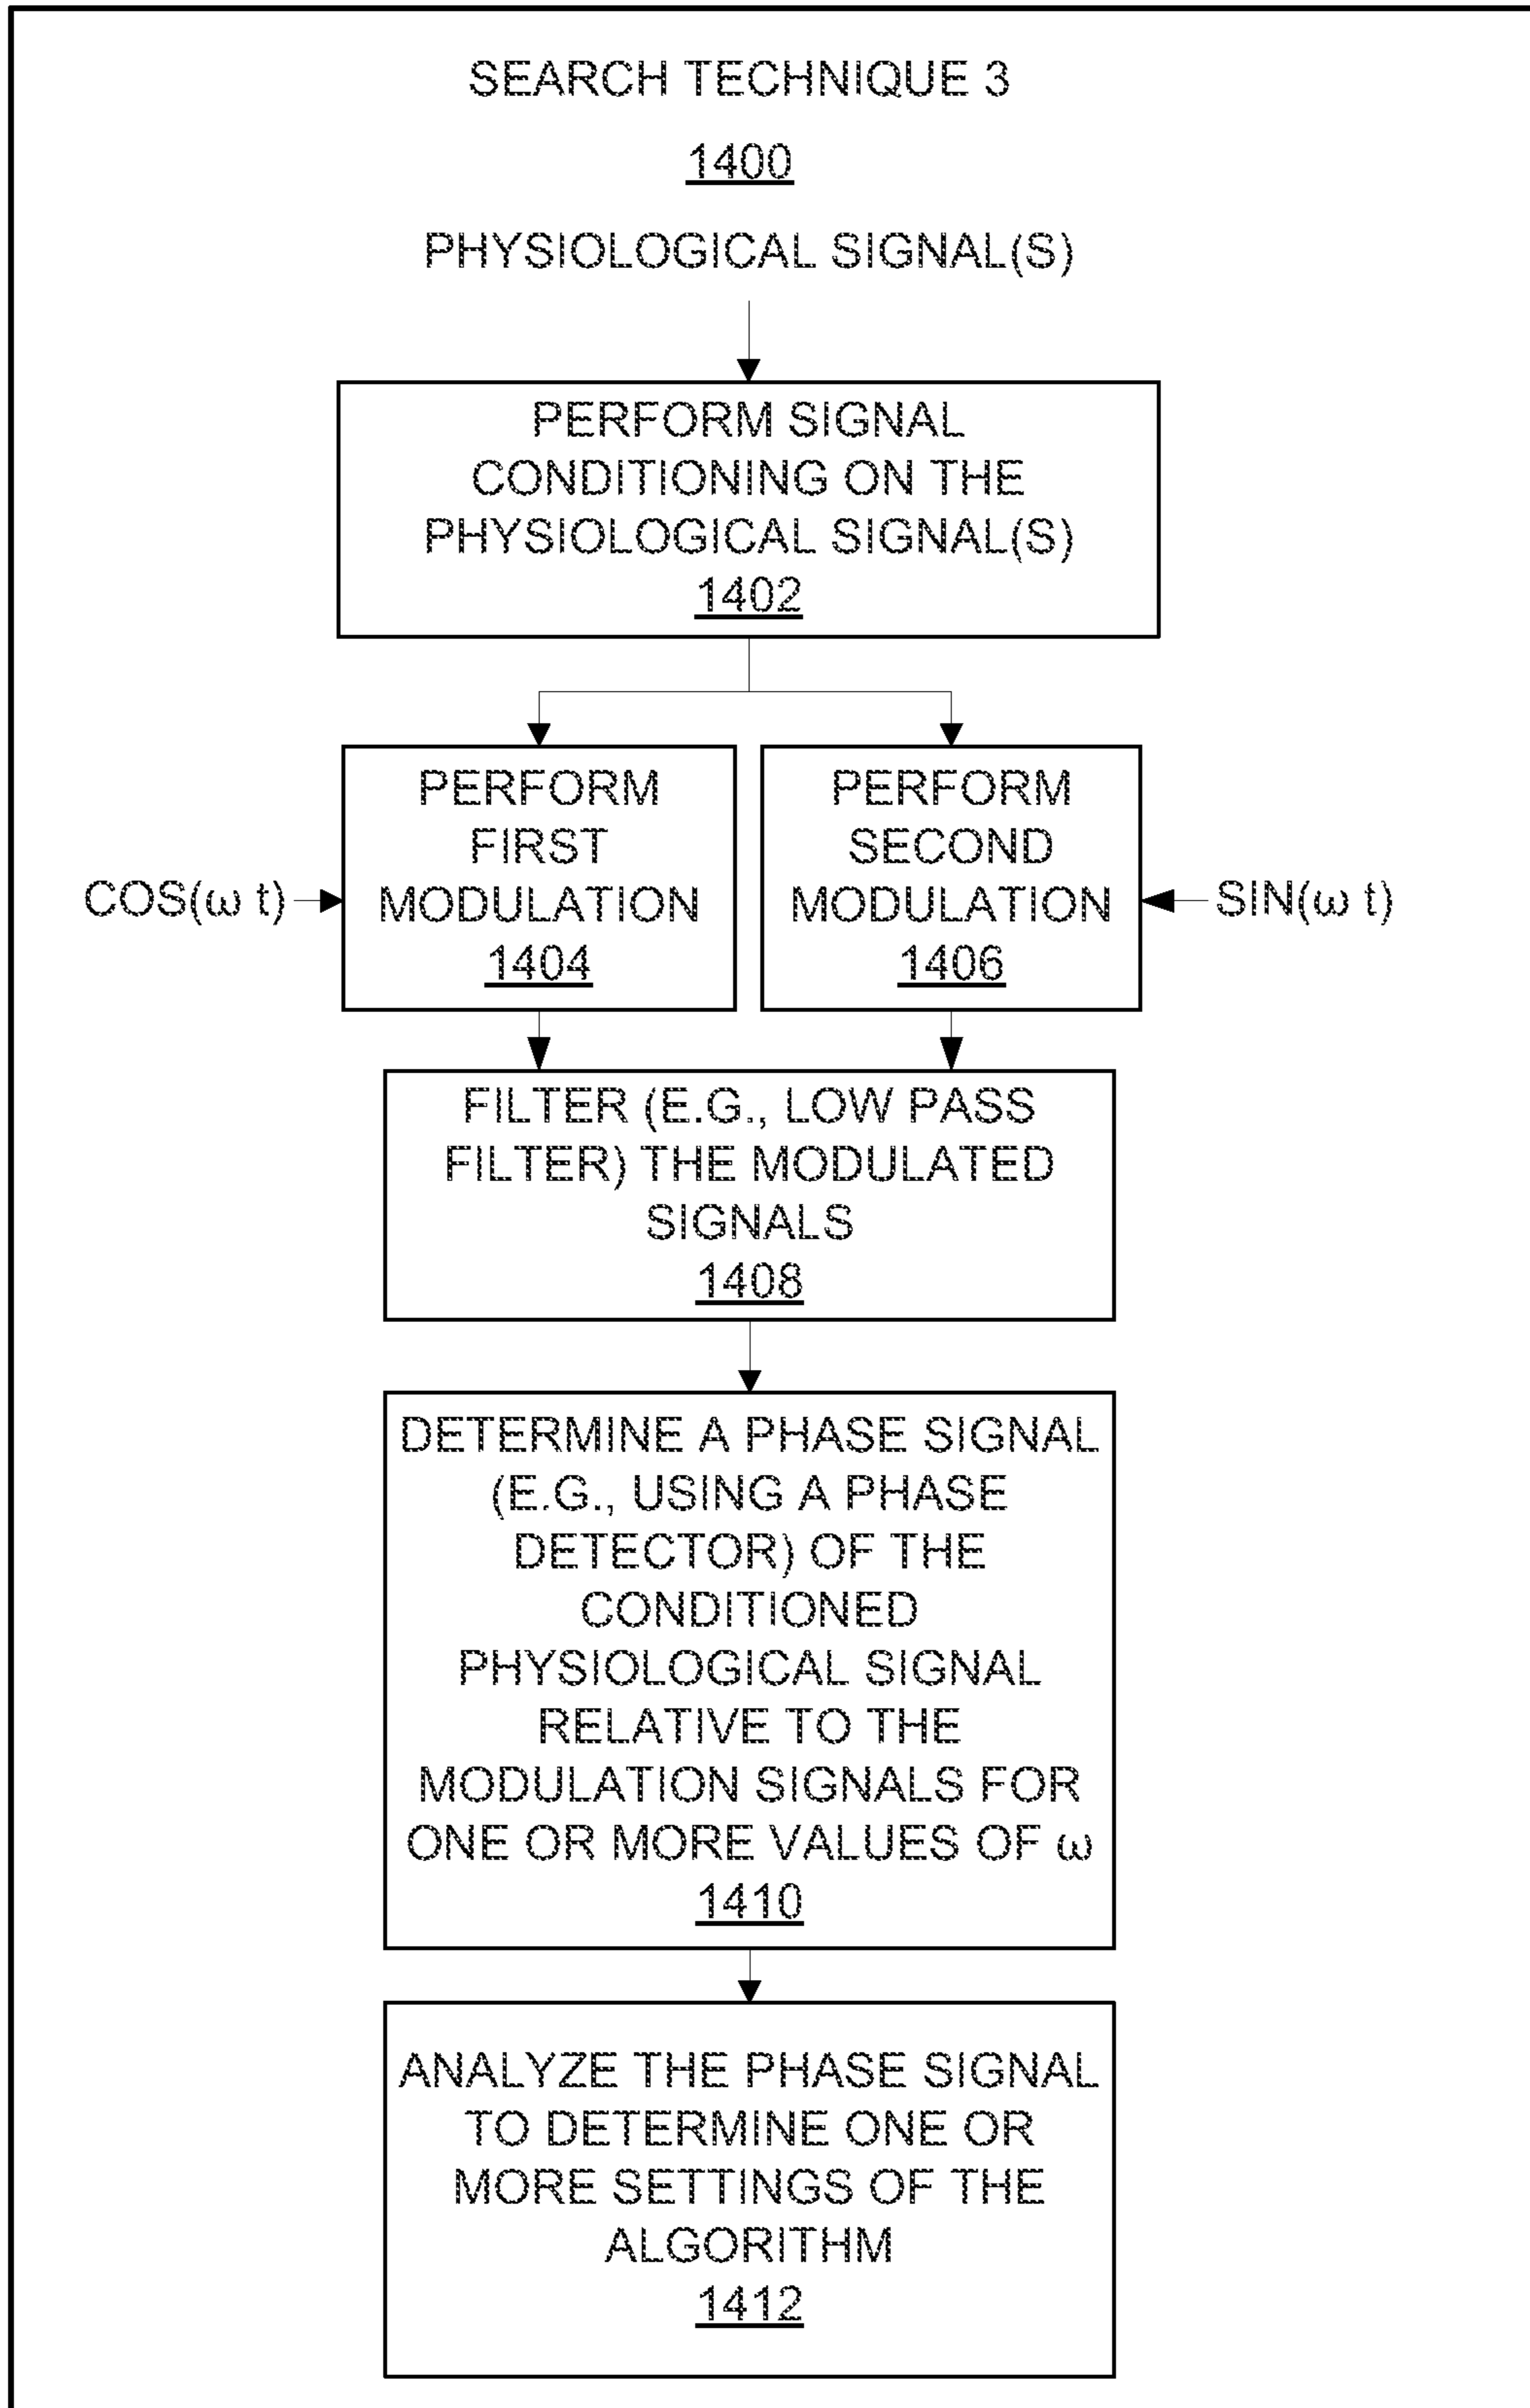 SEARCH TECHNIQUE 3
1400
PHYSIOLOGICAL SIGNAL(S)
PERFORM SIGNAL
CONDITIONING ON THE
PHYSIOLOGICAL SIGNAL(S)
1402
PERFORM
FIRST
MODULATION
1404
COS(ω t)
PERFORM
SECOND
MODULATION
1406
SIN(ω t)
FILTER (E.G., LOW PASS
FILTER) THE MODULATED
SIGNALS
1408
DETERMINE A PHASE SIGNAL
(E.G., USING A PHASE
DETECTOR) OF THE
CONDITIONED
PHYSIOLOGICAL SIGNAL
RELATIVE TO THE
MODULATION SIGNALS FOR
ONE OR MORE VALUES OF ω
1410
ANALYZE THE PHASE SIGNAL
TO DETERMINE ONE OR
MORE SETTINGS OF THE
ALGORITHM
1412